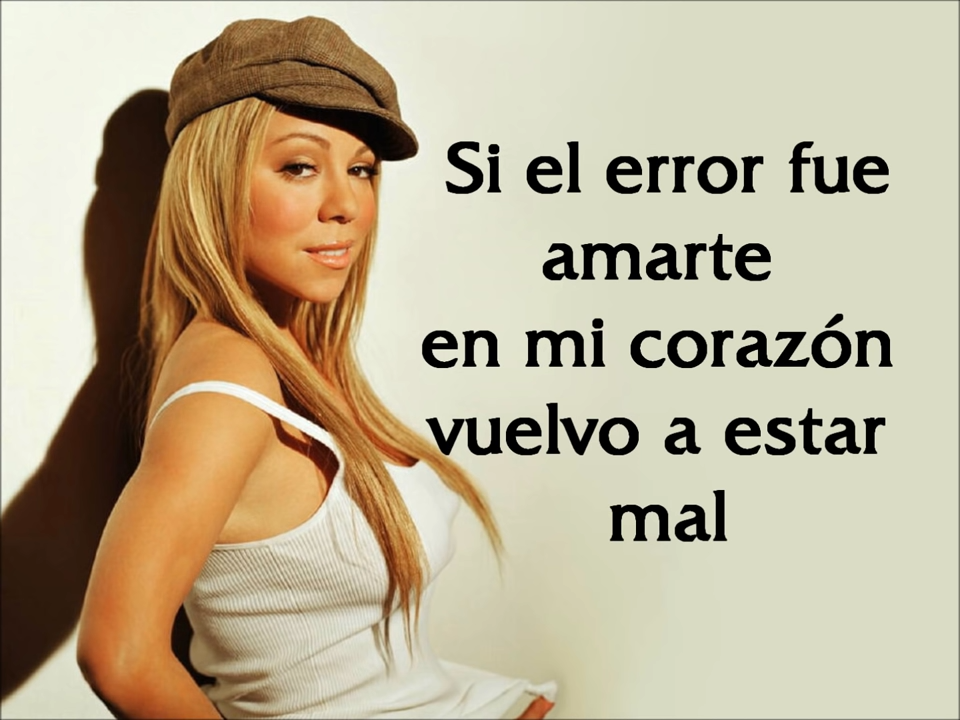 Si el error fue
amarte
en mi corazón
vuelvo a estar
mal